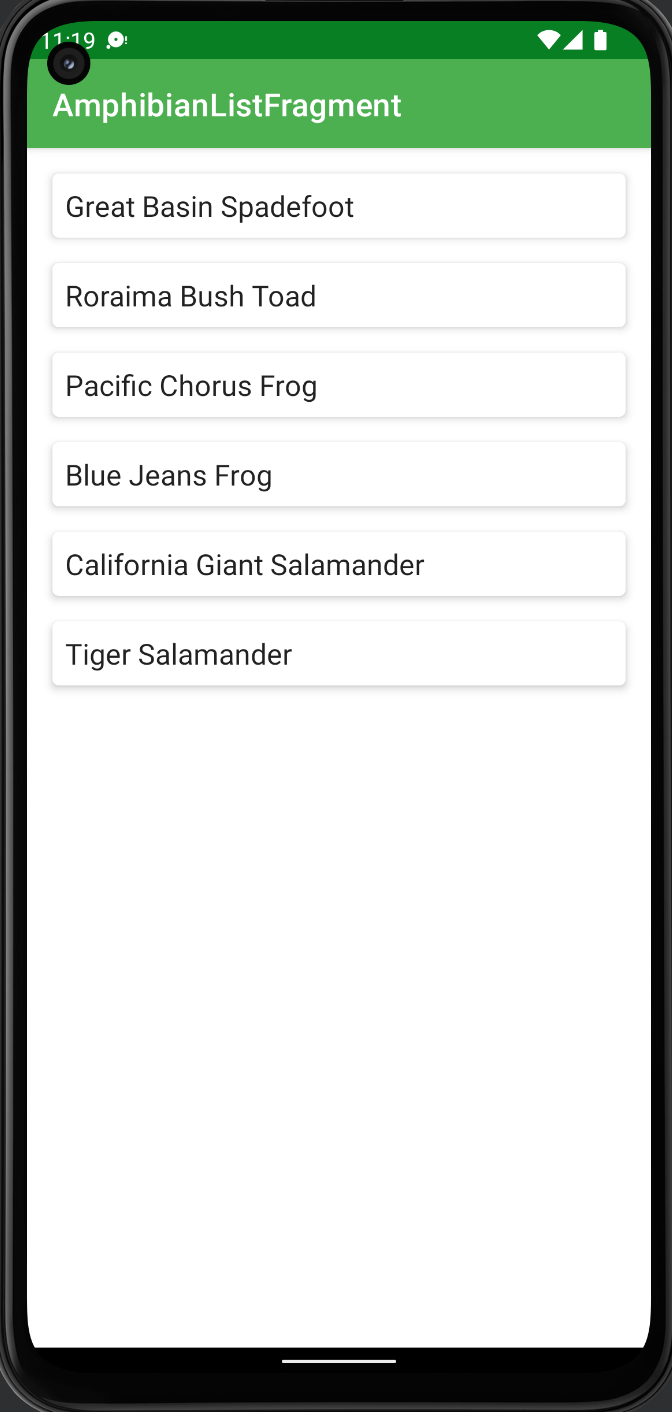 11:19
AmphibianListFragment
Great Basin Spadefoot
Roraima Bush Toad
Pacific Chorus Frog
Blue Jeans Frog
California Giant Salamander
Tiger Salamander